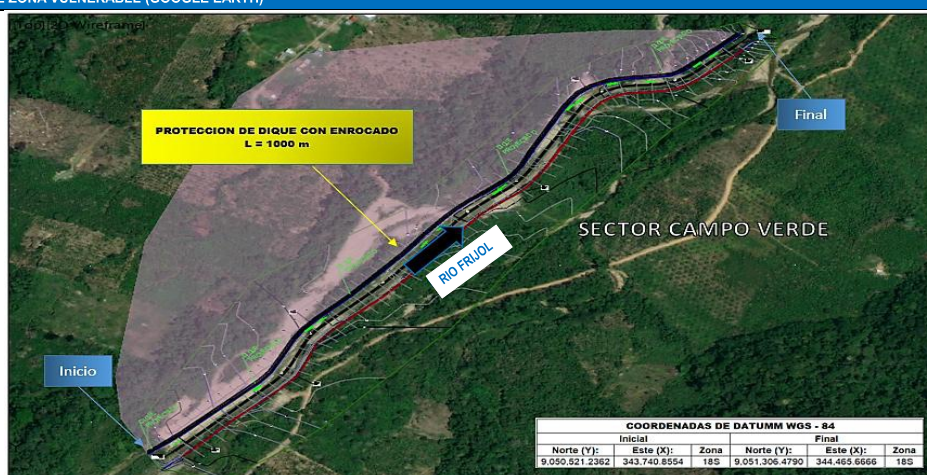 ZONA VULNERABLE (GOOGLE EARTH)
PROTECCION DE DIQUE CON ENROCADO
L = 1000 m
Final
SECTOR CAMPO VERDE
RIO FRIJOL
Inicio
COORDENADAS DE DATUMM WGS - 84
Inicial Final
Norte (Y): Este (X): Zona Norte (Y): Este (X): Zona
9,050,521.2362 343,740.8554 18S 9,051,306.4790 344,465.6666 18S